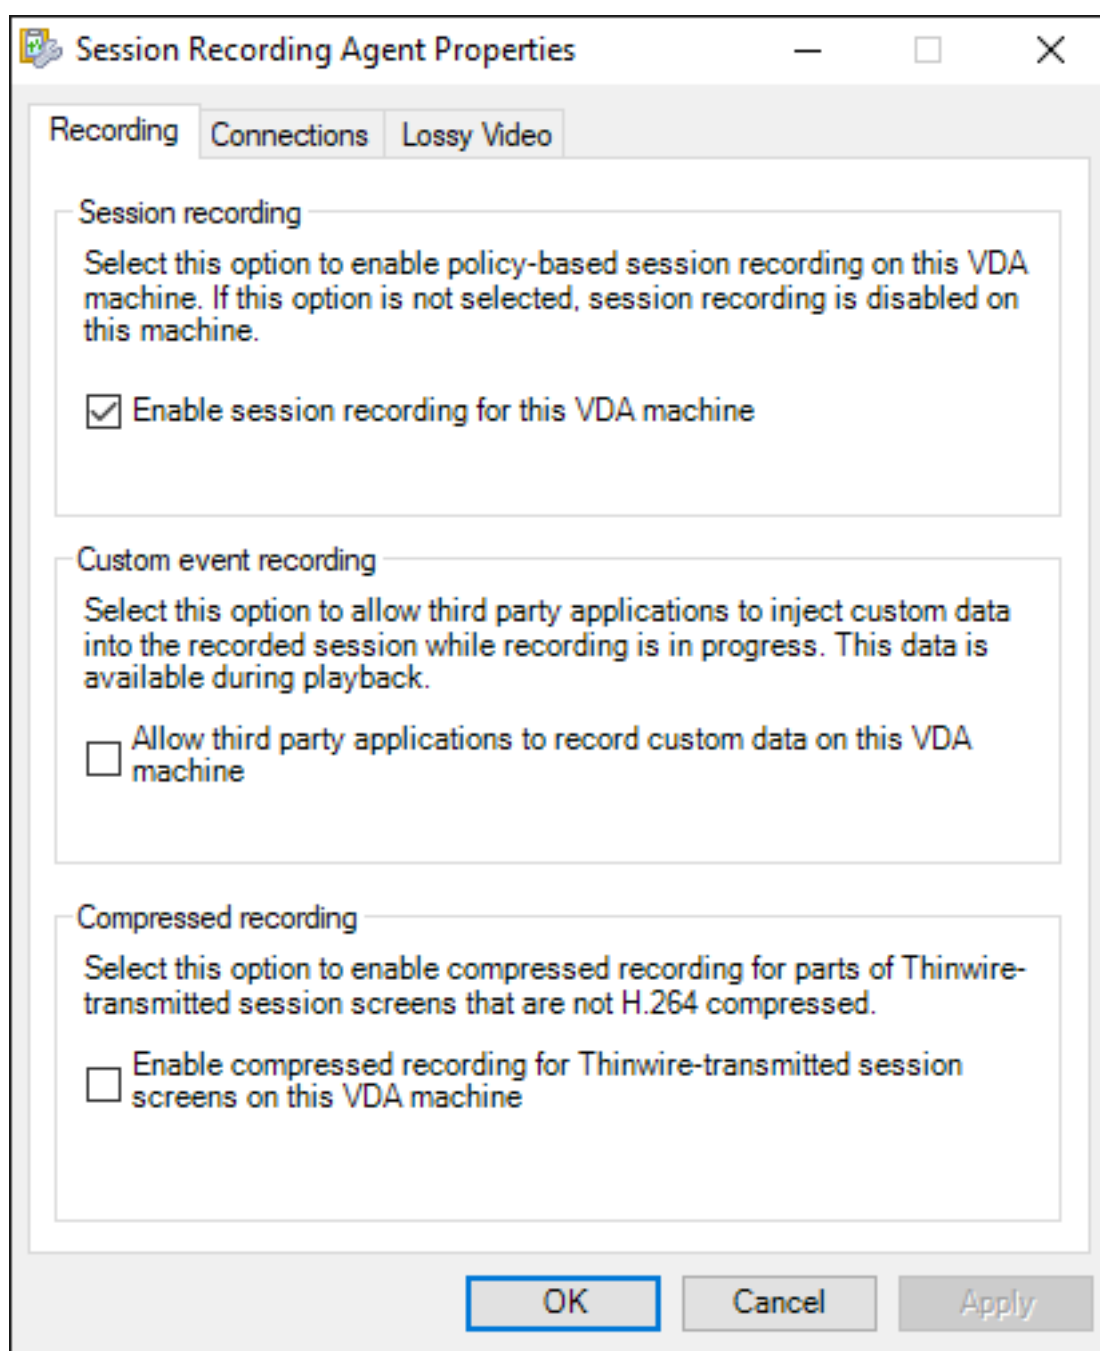 Session Recording Agent Properties
Recording
Connections
Lossy Video
Session recording
Select this option to enable policy-based session recording on this VDA
machine. If this option is not selected, session recording is disabled on
this machine.
Enable session recording for this VDA machine
Custom event recording
Select this option to allow third party applications to inject custom data
into the recorded session while recording is in progress. This data is
available during playback.
Allow third party applications to record custom data on this VDA
machine
Compressed recording
Select this option to enable compressed recording for parts of Thinwire-
transmitted session screens that are not H.264 compressed.
Enable compressed recording for Thinwire-transmitted session
screens on this VDA machine
OK
Cancel
Apply